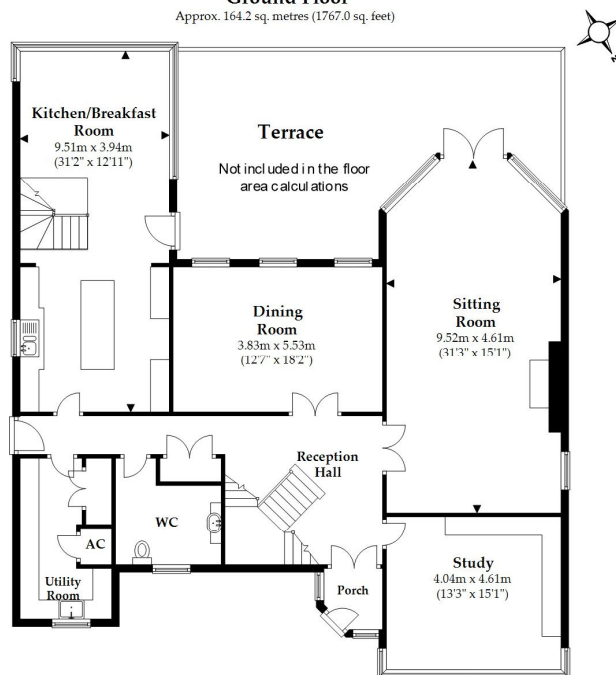 Ground Floor
Approx. 164.2 sq. metres (1767.0 sq. feet)
Kitchen/Breakfast
Room
9.51m x 3.94m
(31'2" x 12'11")
Terrace
Not included in the floor
area calculations
Dining
Room
3.83m x 5.53m
(12'7" x 18'2")
Sitting
Room
9.52m x 4.61m
(31'3" x 15'1")
Reception
Hall
WC
AC
Utility
Room
Porch
Study
4.04m x 4.61m
(13'3" x 15'1")